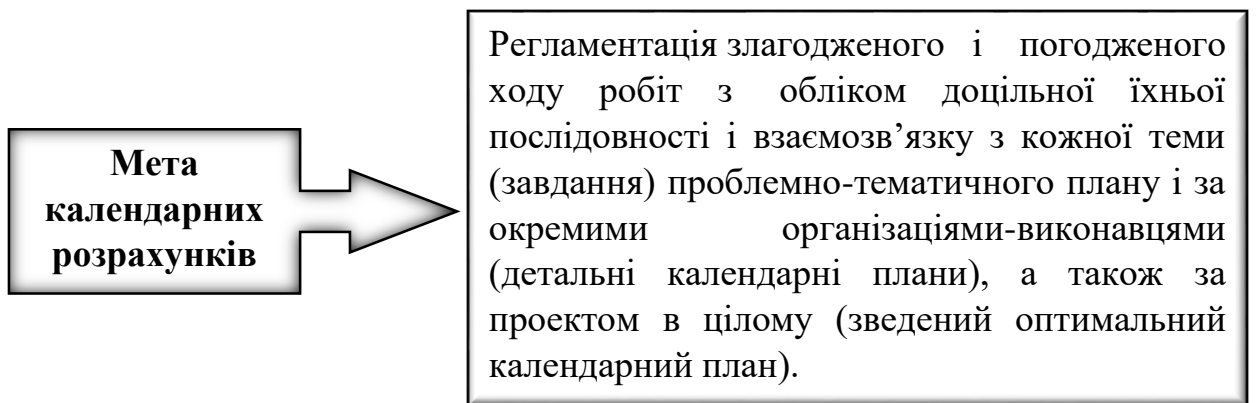 Мета
календарних
розрахунків
Регламентація злагодженого і погодженого
ходу робіт з обліком доцільної їхньої
послідовності і взаємозв’язку з кожної теми
(завдання) проблемно-тематичного плану і за
окремими організаціями-виконавцями
(детальні календарні плани), а також за
проектом в цілому (зведений оптимальний
календарний план).